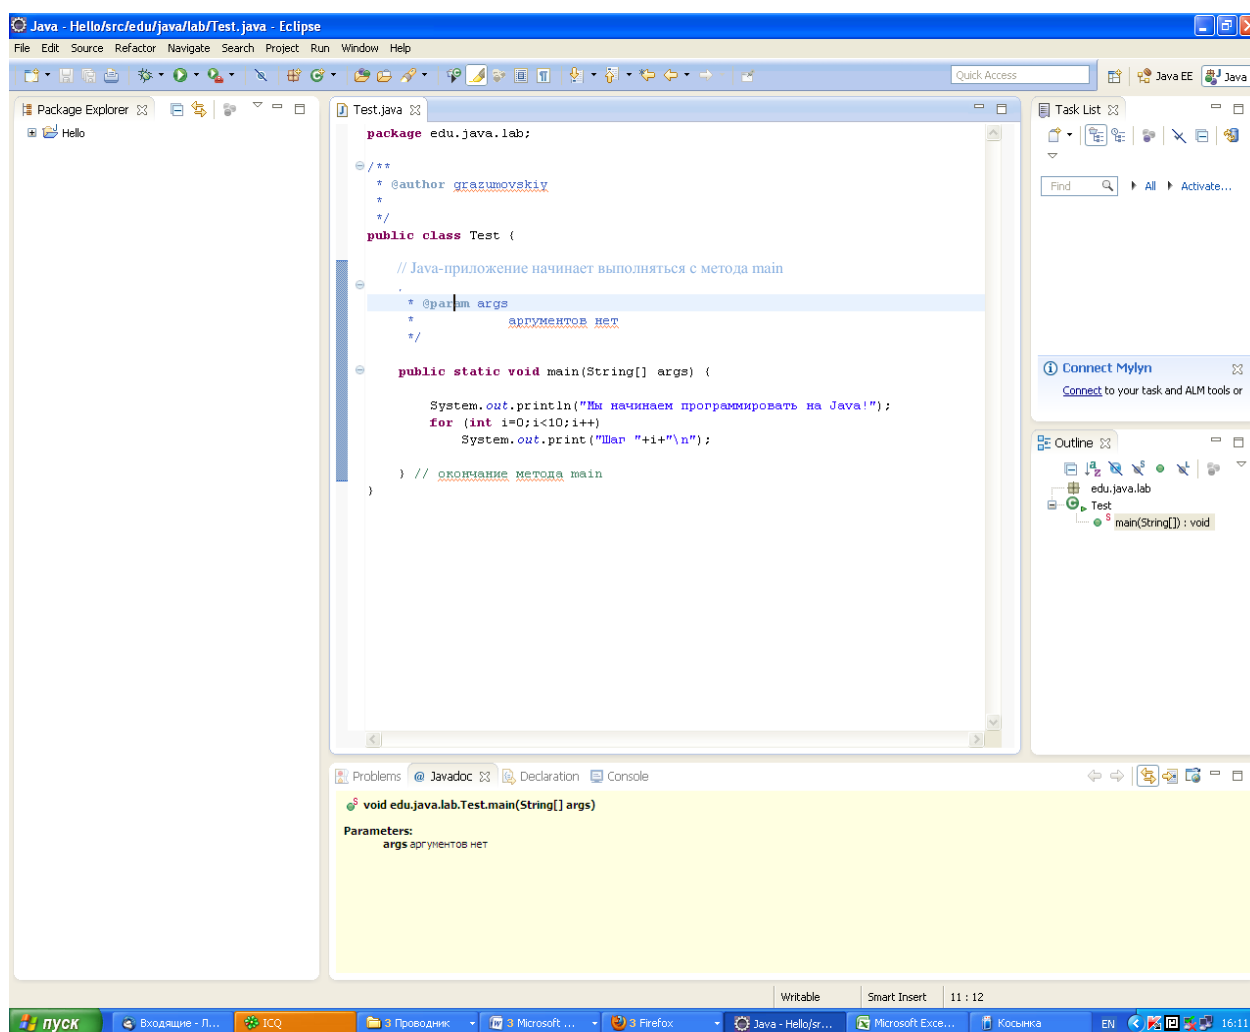 Java - Hello/src/edu/java/lab/Test.java - Eclipse
File Edit Source Refactor Navigate Search Project Run Window Help
Quick Access
Java EE
Java
Package Explorer
Hello
Test.java
package edu.java.lab;
/**
* @author grazumovskiy
*
*/
public class Test {
// Java-приложение начинает выполняться с метода main
.
* @param args
* аргументов нет
*/
public static void main(String[] args) {
System.out.println("Мы начинаем программировать на Java!");
for (int i=0;i<10;i++)
System.out.print("Шаг "+i+"\n");
} // окончание метода main
}
Task List
Find
All
Activate...
Connect Mylyn
Connect to your task and ALM tools or
Outline
edu.java.lab
Test
main(String[]) : void
Problems
@ Javadoc
Declaration
Console
void edu.java.lab.Test.main(String[] args)
Parameters:
args аргументов нет
Writable
Smart Insert
11 : 12
пуск
Входящие - Л...
ICQ
3 Проводник
3 Microsoft ...
3 Firefox
Java - Hello/sr...
Microsoft Exce...
Косынка
EN
16:11